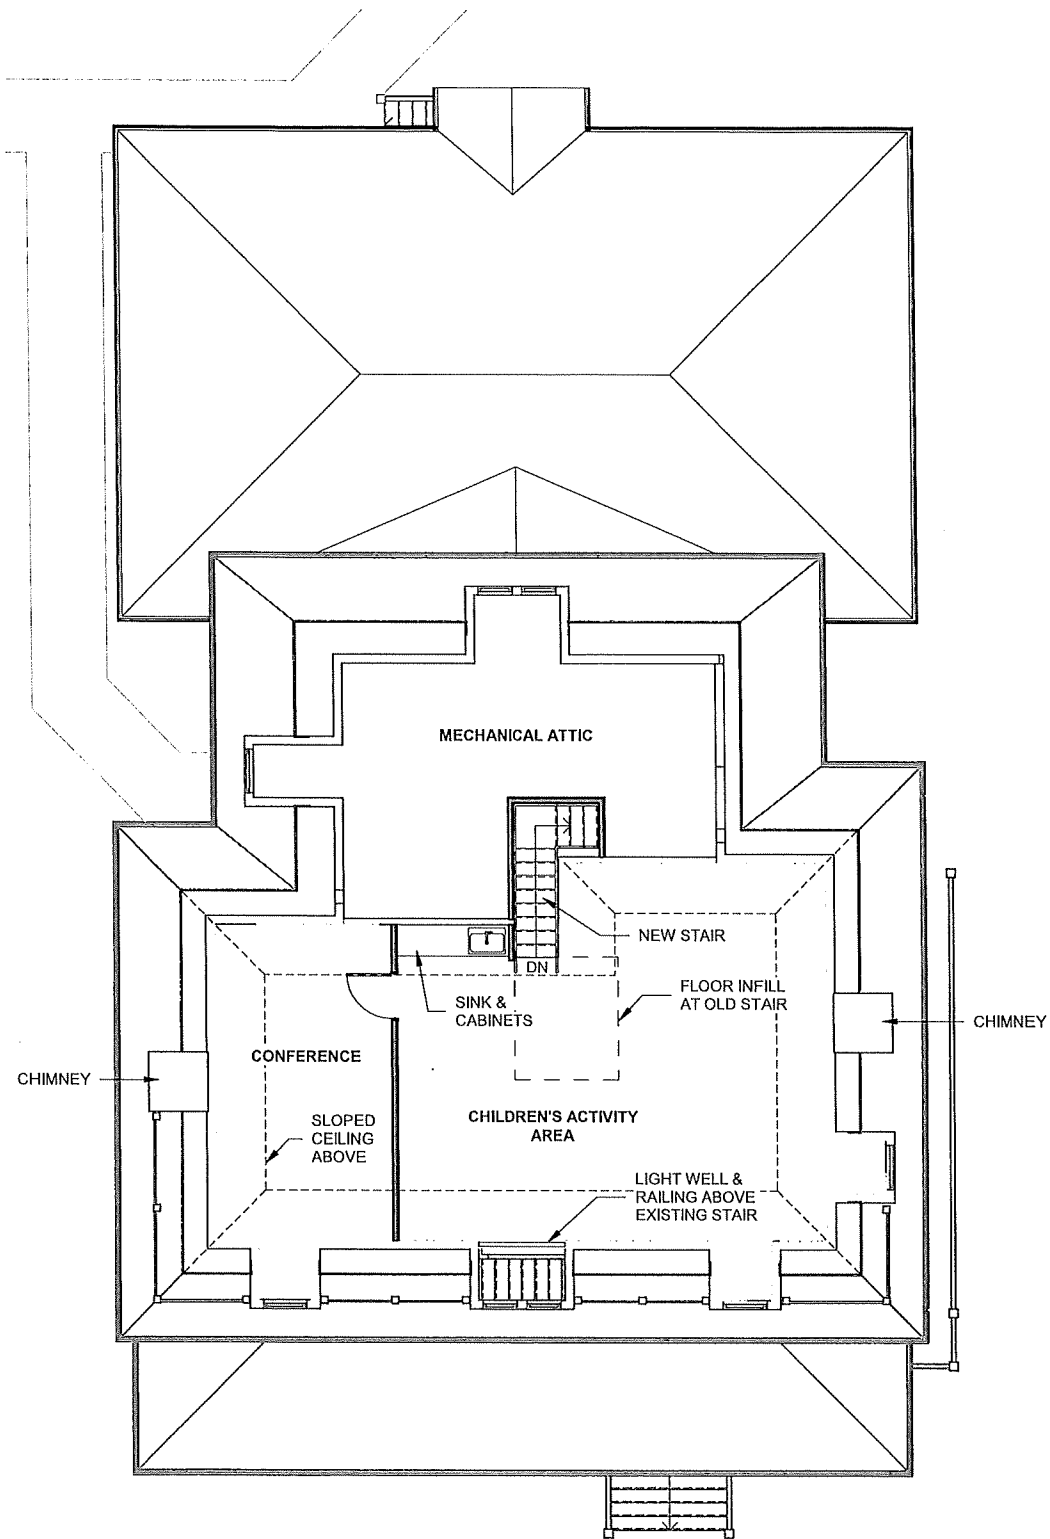 MECHANICAL ATTIC
NEW STAIR
DN
FLOOR INFILL
AT OLD STAIR
SINK &
CABINETS
CHIMNEY
CONFERENCE
CHIMNEY
CHILDREN'S ACTIVITY
AREA
SLOPED
CEILING
ABOVE
LIGHT WELL &
RAILING ABOVE
EXISTING STAIR